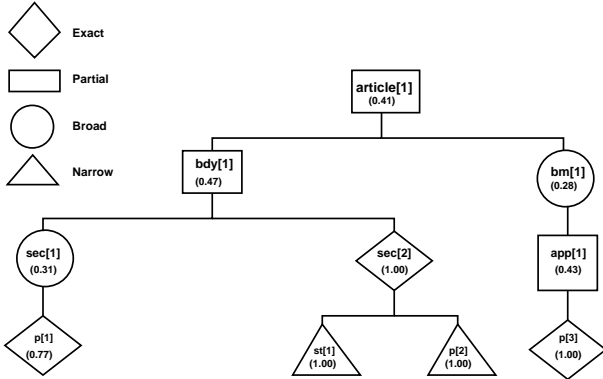 Exact
Partial
Broad
Narrow
article[1]
(0.41)
bdy[1]
(0.47)
bm[1]
(0.28)
sec[1]
(0.31)
sec[2]
(1.00)
app[1]
(0.43)
p[1]
(0.77)
st[1]
(1.00)
p[2]
(1.00)
p[3]
(1.00)